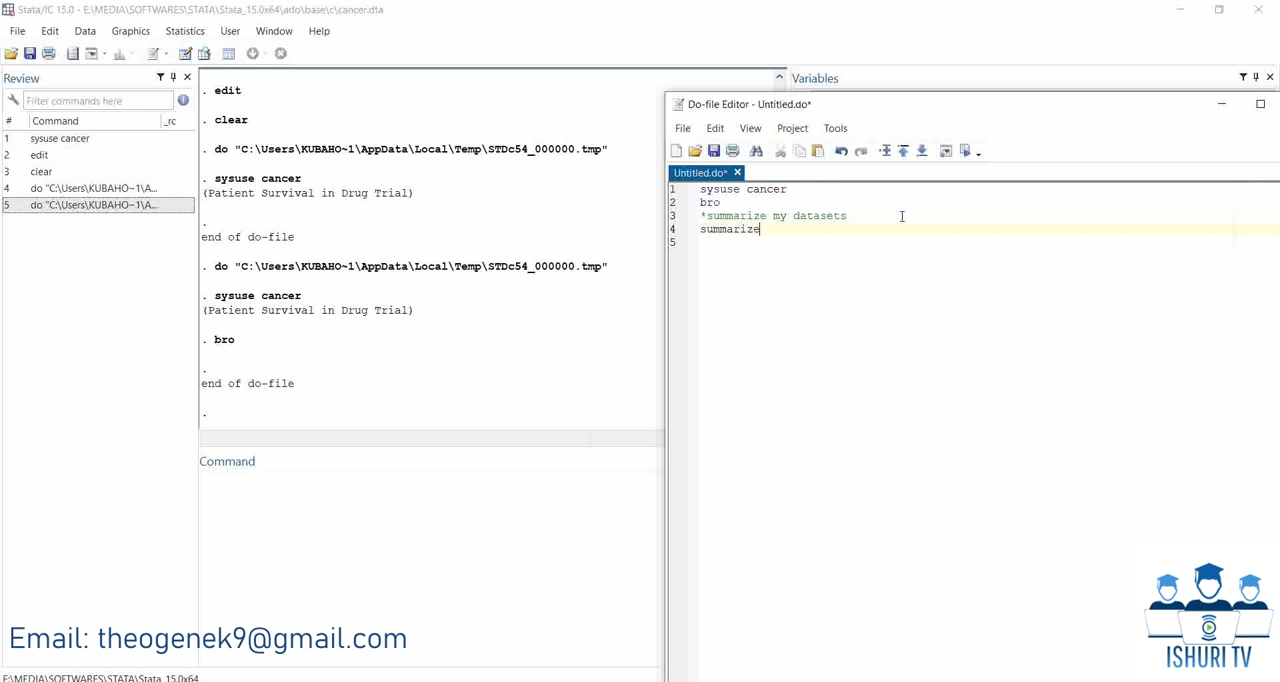 Stata/IC 15.0 - E:\MEDIA\SOFTWARES\STATA\Stata_15.0x64\ado\base\c\cancer.dta
File Edit Data Graphics Statistics User Window Help
Review
Filter commands here
# Command _rc
1 sysuse cancer
2 edit
3 clear
4 do "C:\Users\KUBAHO~1\A...
5 do "C:\Users\KUBAHO~1\A...
. edit
. clear
. do "C:\Users\KUBAHO~1\AppData\Local\Temp\STDc54_000000.tmp"
. sysuse cancer
(Patient Survival in Drug Trial)
.
end of do-file
. do "C:\Users\KUBAHO~1\AppData\Local\Temp\STDc54_000000.tmp"
. sysuse cancer
(Patient Survival in Drug Trial)
. bro
.
end of do-file
.
Command
Variables
Do-file Editor - Untitled.do*
File Edit View Project Tools
Untitled.do*
1 sysuse cancer
2 bro
3 *summarize my datasets
4 summarize
5
Email: theogenek9@gmail.com
ISHURI TV
E:\MEDIA\SOFTWARES\STATA\Stata_15.0x64